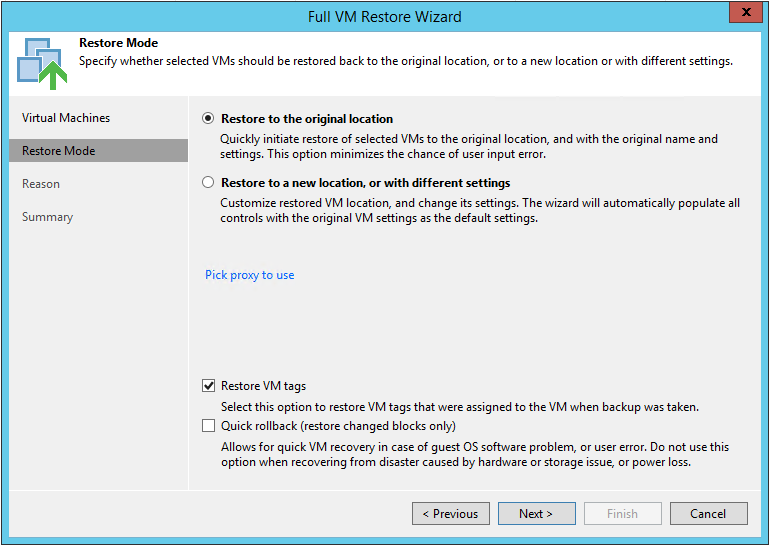 Full VM Restore Wizard
x
Restore Mode
Specify whether selected VMs should be restored back to the original location, or to a new location or with different settings.
Virtual Machines
Restore Mode
Reason
Summary
Restore to the original location
Quickly initiate restore of selected VMs to the original location, and with the original name and
settings. This option minimizes the chance of user input error.
Restore to a new location, or with different settings
Customize restored VM location, and change its settings. The wizard will automatically populate all
controls with the original VM settings as the default settings.
Pick proxy to use
Restore VM tags
Select this option to restore VM tags that were assigned to the VM when backup was taken.
Quick rollback (restore changed blocks only)
Allows for quick VM recovery in case of guest OS software problem, or user error. Do not use this
option when recovering from disaster caused by hardware or storage issue, or power loss.
< Previous
Next >
Finish
Cancel